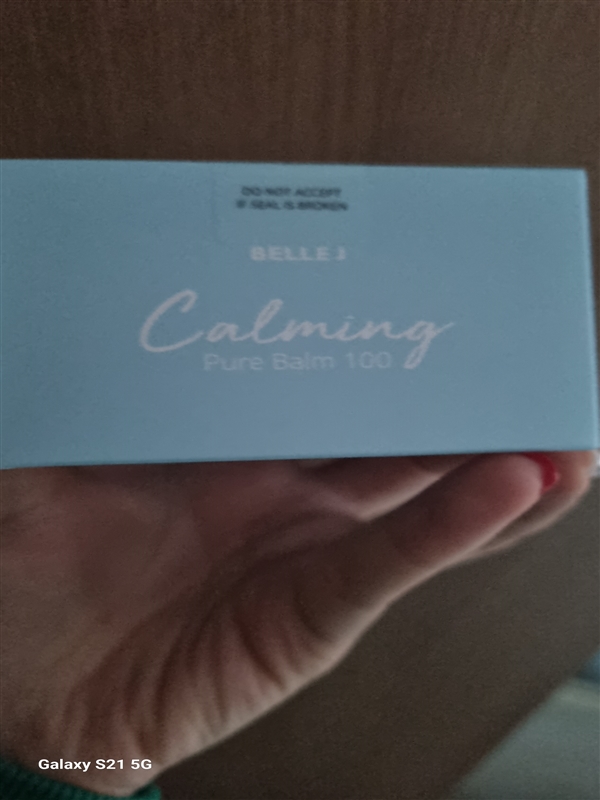 DO NOT ACCEPT
IF SEAL IS BROKEN
BELLE J
Calming
Pure Balm 100
Galaxy S21 5G